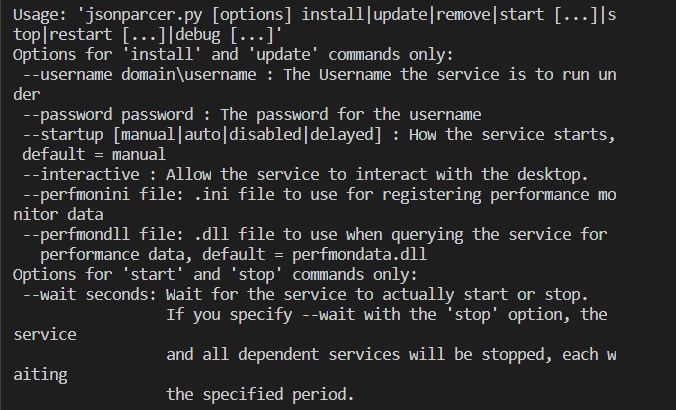 Usage: 'jsonparcer.py [options] install|update|remove|start [...]|s
top|restart [...]|debug [...]'
Options for 'install' and 'update' commands only:
 --username domain\username : The Username the service is to run un
der
 --password password : The password for the username
 --startup [manual|auto|disabled|delayed] : How the service starts,
 default = manual
 --interactive : Allow the service to interact with the desktop.
 --perfmonini file: .ini file to use for registering performance mo
nitor data
 --perfmondll file: .dll file to use when querying the service for
   performance data, default = perfmondata.dll
Options for 'start' and 'stop' commands only:
 --wait seconds: Wait for the service to actually start or stop.
                 If you specify --wait with the 'stop' option, the
service
                 and all dependent services will be stopped, each w
aiting
                 the specified period.